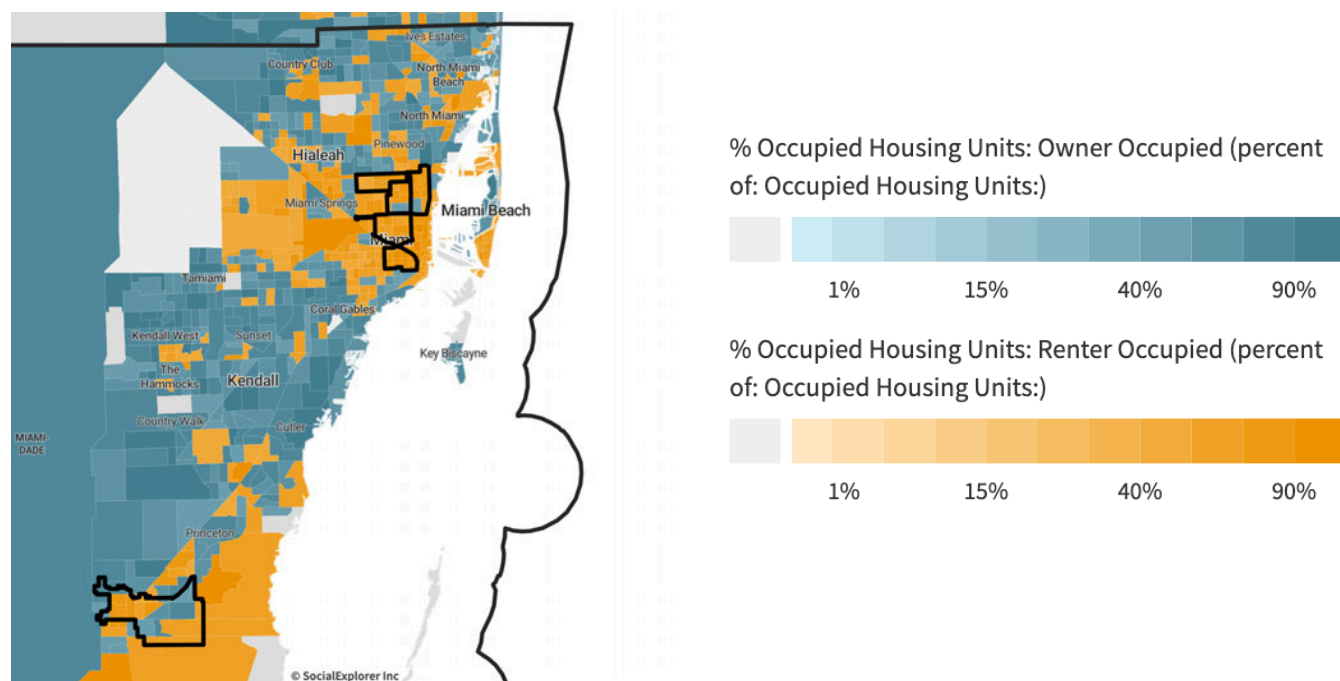 Ives Estates
Country Club
North Miami
Beach
North Miami
Pinewood
Hialeah
Miami Springs
Miami Beach
Miami
Tamiami
Coral Gables
Kendall West
Sunset
Key Biscayne
The
Hammocks
Kendall
Country Walk
Cutler
MIAMI-
DADE
Princeton
© SocialExplorer Inc
% Occupied Housing Units: Owner Occupied (percent
of: Occupied Housing Units:)
1% 15% 40% 90%
% Occupied Housing Units: Renter Occupied (percent
of: Occupied Housing Units:)
1% 15% 40% 90%